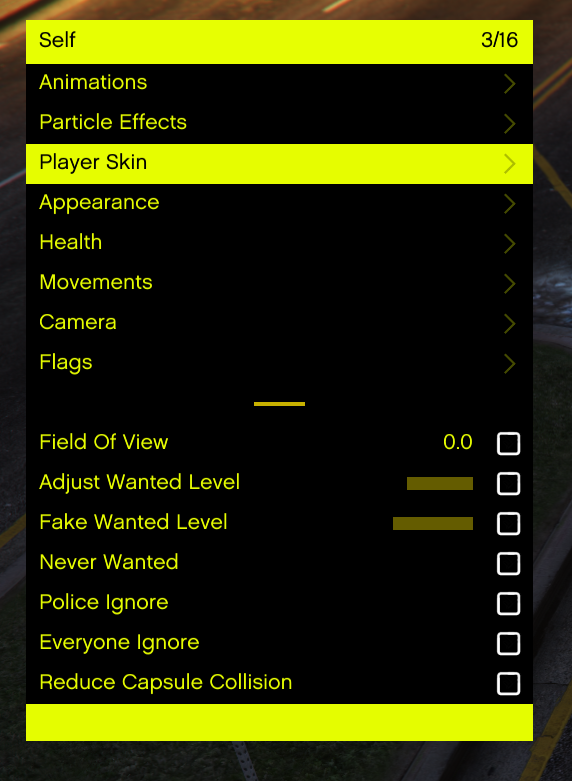 Self 3/16
Animations
Particle Effects
Player Skin
Appearance
Health
Movements
Camera
Flags
Field Of View 0.0
Adjust Wanted Level
Fake Wanted Level
Never Wanted
Police Ignore
Everyone Ignore
Reduce Capsule Collision